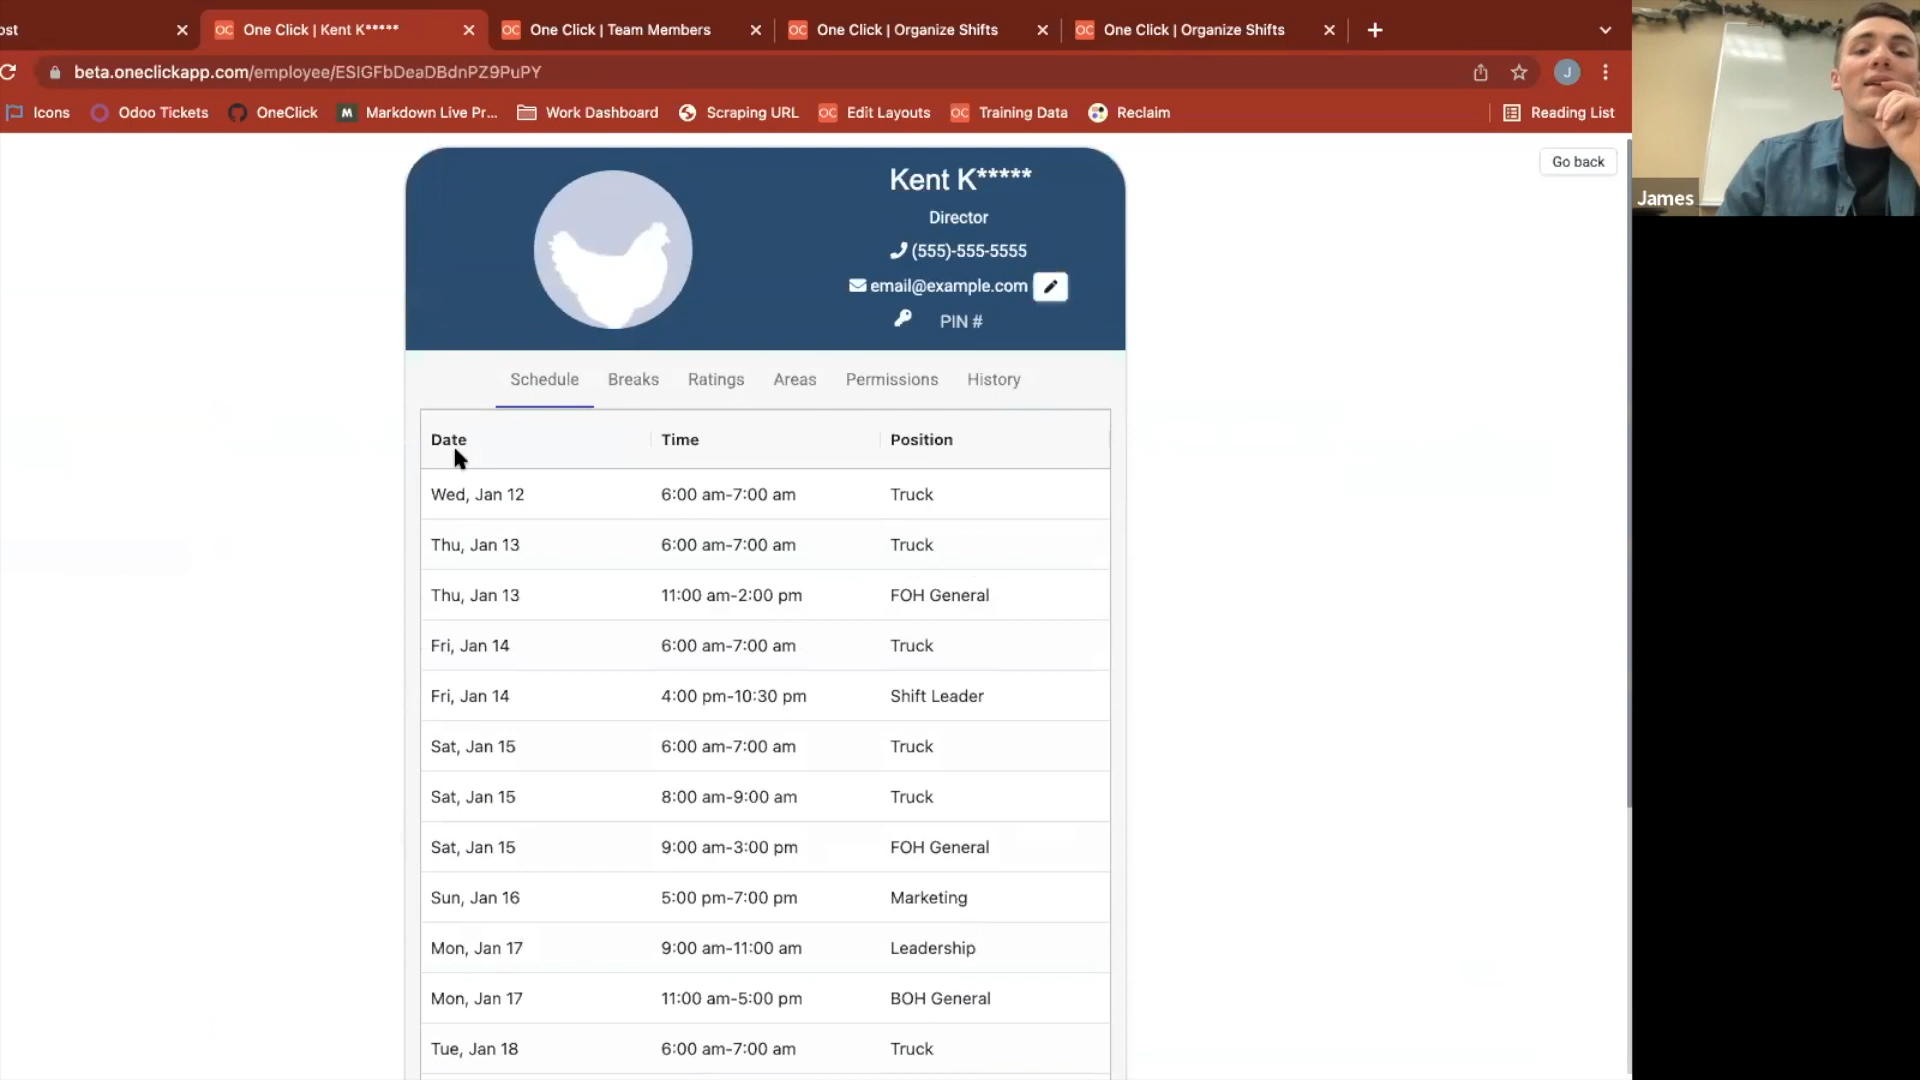 ost
OC One Click | Kent K*****
OC One Click | Team Members
OC One Click | Organize Shifts
OC One Click | Organize Shifts
beta.oneclickapp.com/employee/
J
Icons
Odoo Tickets
OneClick
M Markdown Live Pr...
Work Dashboard
Scraping URL
OC Edit Layouts
OC Training Data
Reclaim
Reading List
Go back
James
Kent K*****
Director
(555)-555-5555
email@example.com
PIN #
Schedule Breaks Ratings Areas Permissions History
Date Time Position
Wed, Jan 12 6:00 am-7:00 am Truck
Thu, Jan 13 6:00 am-7:00 am Truck
Thu, Jan 13 11:00 am-2:00 pm FOH General
Fri, Jan 14 6:00 am-7:00 am Truck
Fri, Jan 14 4:00 pm-10:30 pm Shift Leader
Sat, Jan 15 6:00 am-7:00 am Truck
Sat, Jan 15 8:00 am-9:00 am Truck
Sat, Jan 15 9:00 am-3:00 pm FOH General
Sun, Jan 16 5:00 pm-7:00 pm Marketing
Mon, Jan 17 9:00 am-11:00 am Leadership
Mon, Jan 17 11:00 am-5:00 pm BOH General
Tue, Jan 18 6:00 am-7:00 am Truck